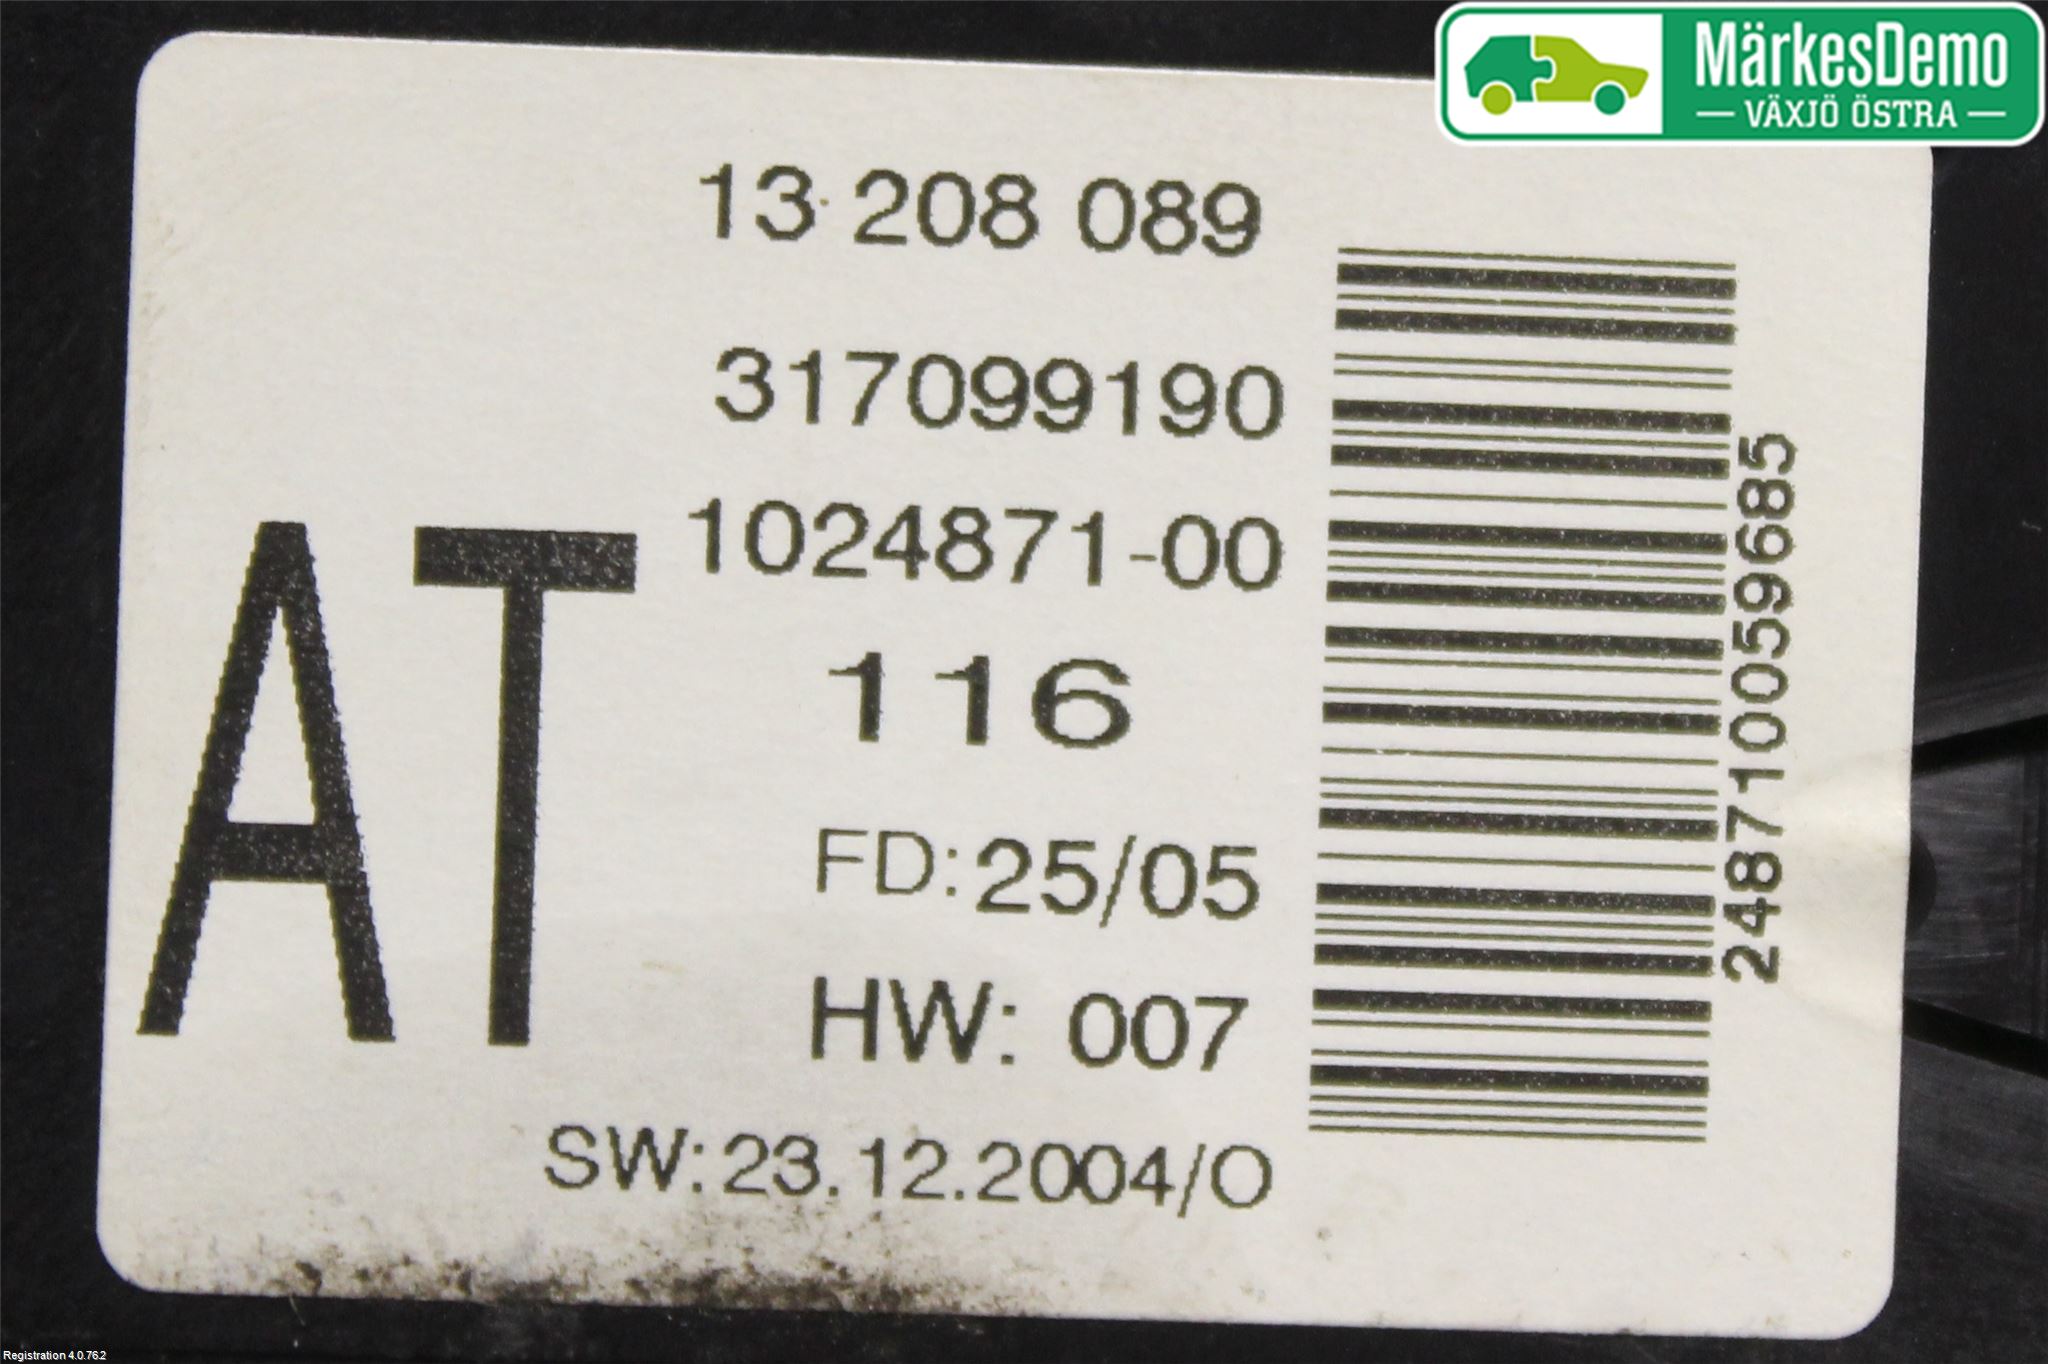 MärkesDemo
VÄXJÖ ÖSTRA
13 208 089
317099190
1024871-00
AT
116
FD:25/05
HW: 007
SW:23.12.2004/O
248710059685
Registration 4.0.76.2